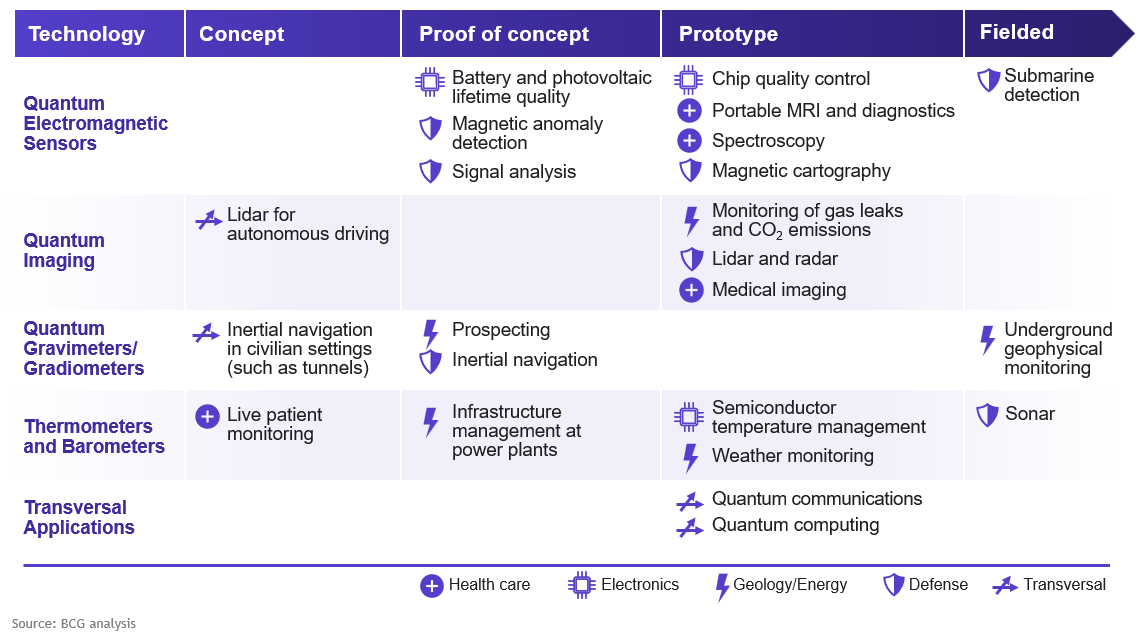 Technology
Concept
Proof of concept
Prototype
Fielded
Quantum
Electromagnetic
Sensors
Battery and photovoltaic
lifetime quality
Magnetic anomaly
detection
Signal analysis
Chip quality control
Portable MRI and diagnostics
Spectroscopy
Magnetic cartography
Submarine
detection
Quantum
Imaging
Lidar for
autonomous driving
Monitoring of gas leaks
and CO₂ emissions
Lidar and radar
Medical imaging
Quantum
Gravimeters/
Gradiometers
Inertial navigation
in civilian settings
(such as tunnels)
Prospecting
Inertial navigation
Underground
geophysical
monitoring
Thermometers
and Barometers
Live patient
monitoring
Infrastructure
management at
power plants
Semiconductor
temperature management
Weather monitoring
Sonar
Transversal
Applications
Quantum communications
Quantum computing
Health care
Electronics
Geology/Energy
Defense
Transversal
Source: BCG analysis